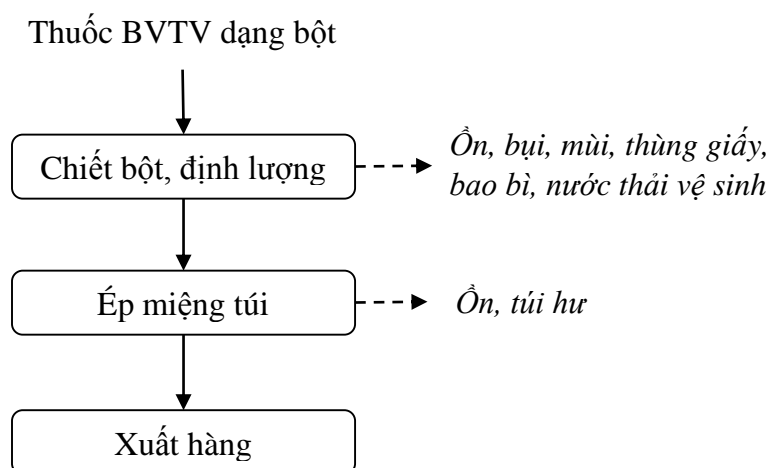 Thuốc BVTV dạng bột
Chiết bột, định lượng
Ồn, bụi, mùi, thùng giấy,
bao bì, nước thải vệ sinh
Ép miệng túi
Ồn, túi hư
Xuất hàng